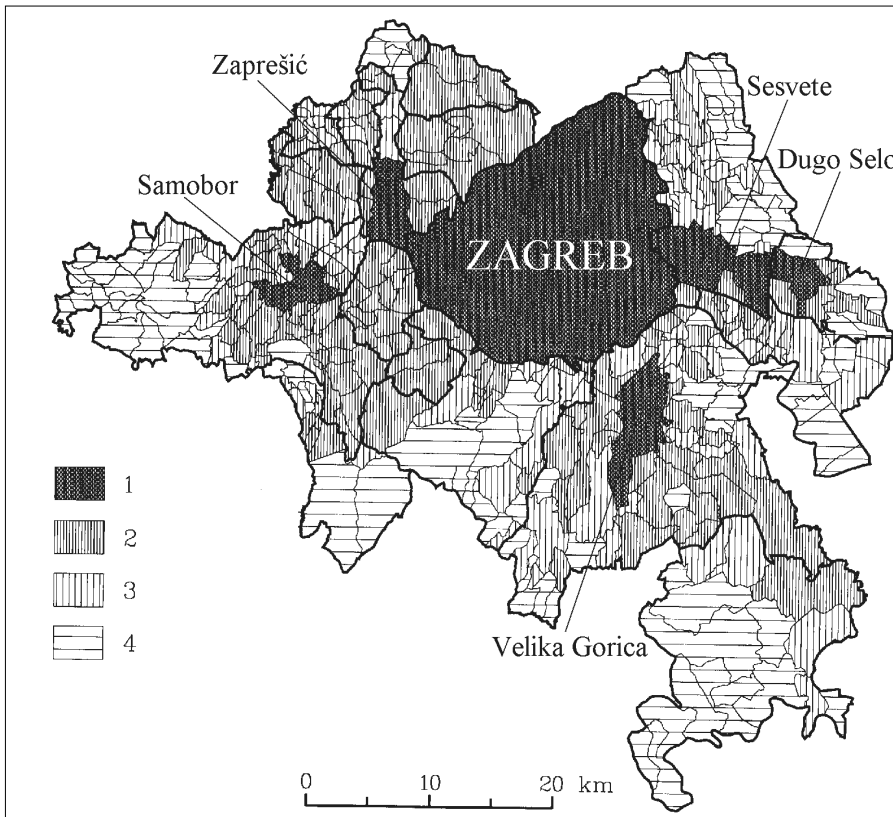 Zaprešić
Sesvete
Dugo Selo
Samobor
ZAGREB
1
2
3
4
Velika Gorica
0 10 20 km